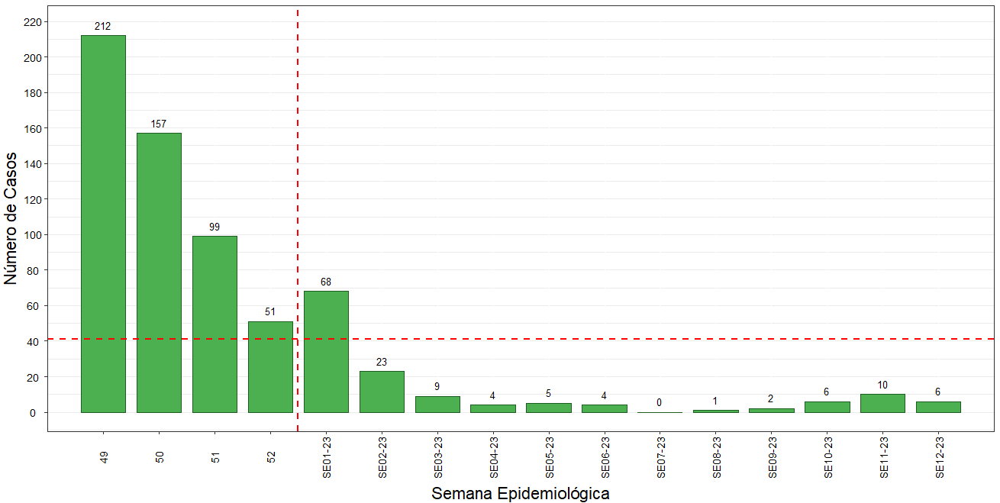 Número de Casos
220
200
180
160
140
120
100
80
60
40
20
0
212
157
99
51
68
23
9
4
5
4
0
1
2
6
10
6
49
50
51
52
SE01-23
SE02-23
SE03-23
SE04-23
SE05-23
SE06-23
SE07-23
SE08-23
SE09-23
SE10-23
SE11-23
SE12-23
Semana Epidemiológica